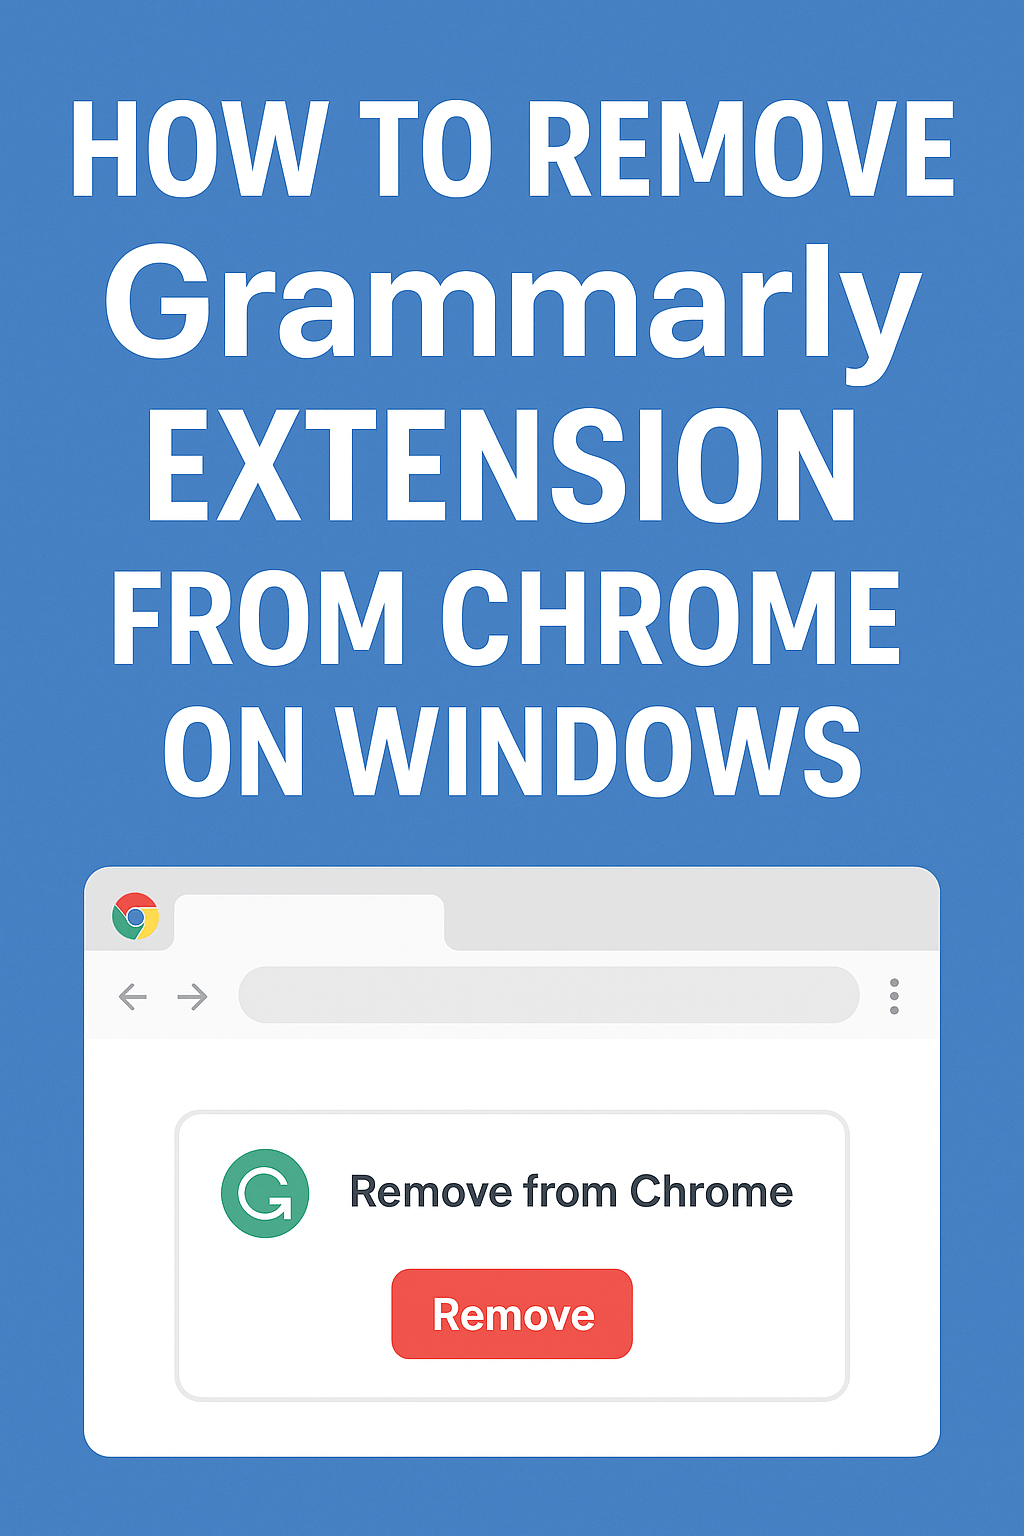 HOW TO REMOVE
Grammarly
EXTENSION
FROM CHROME
ON WINDOWS
Remove from Chrome
Remove